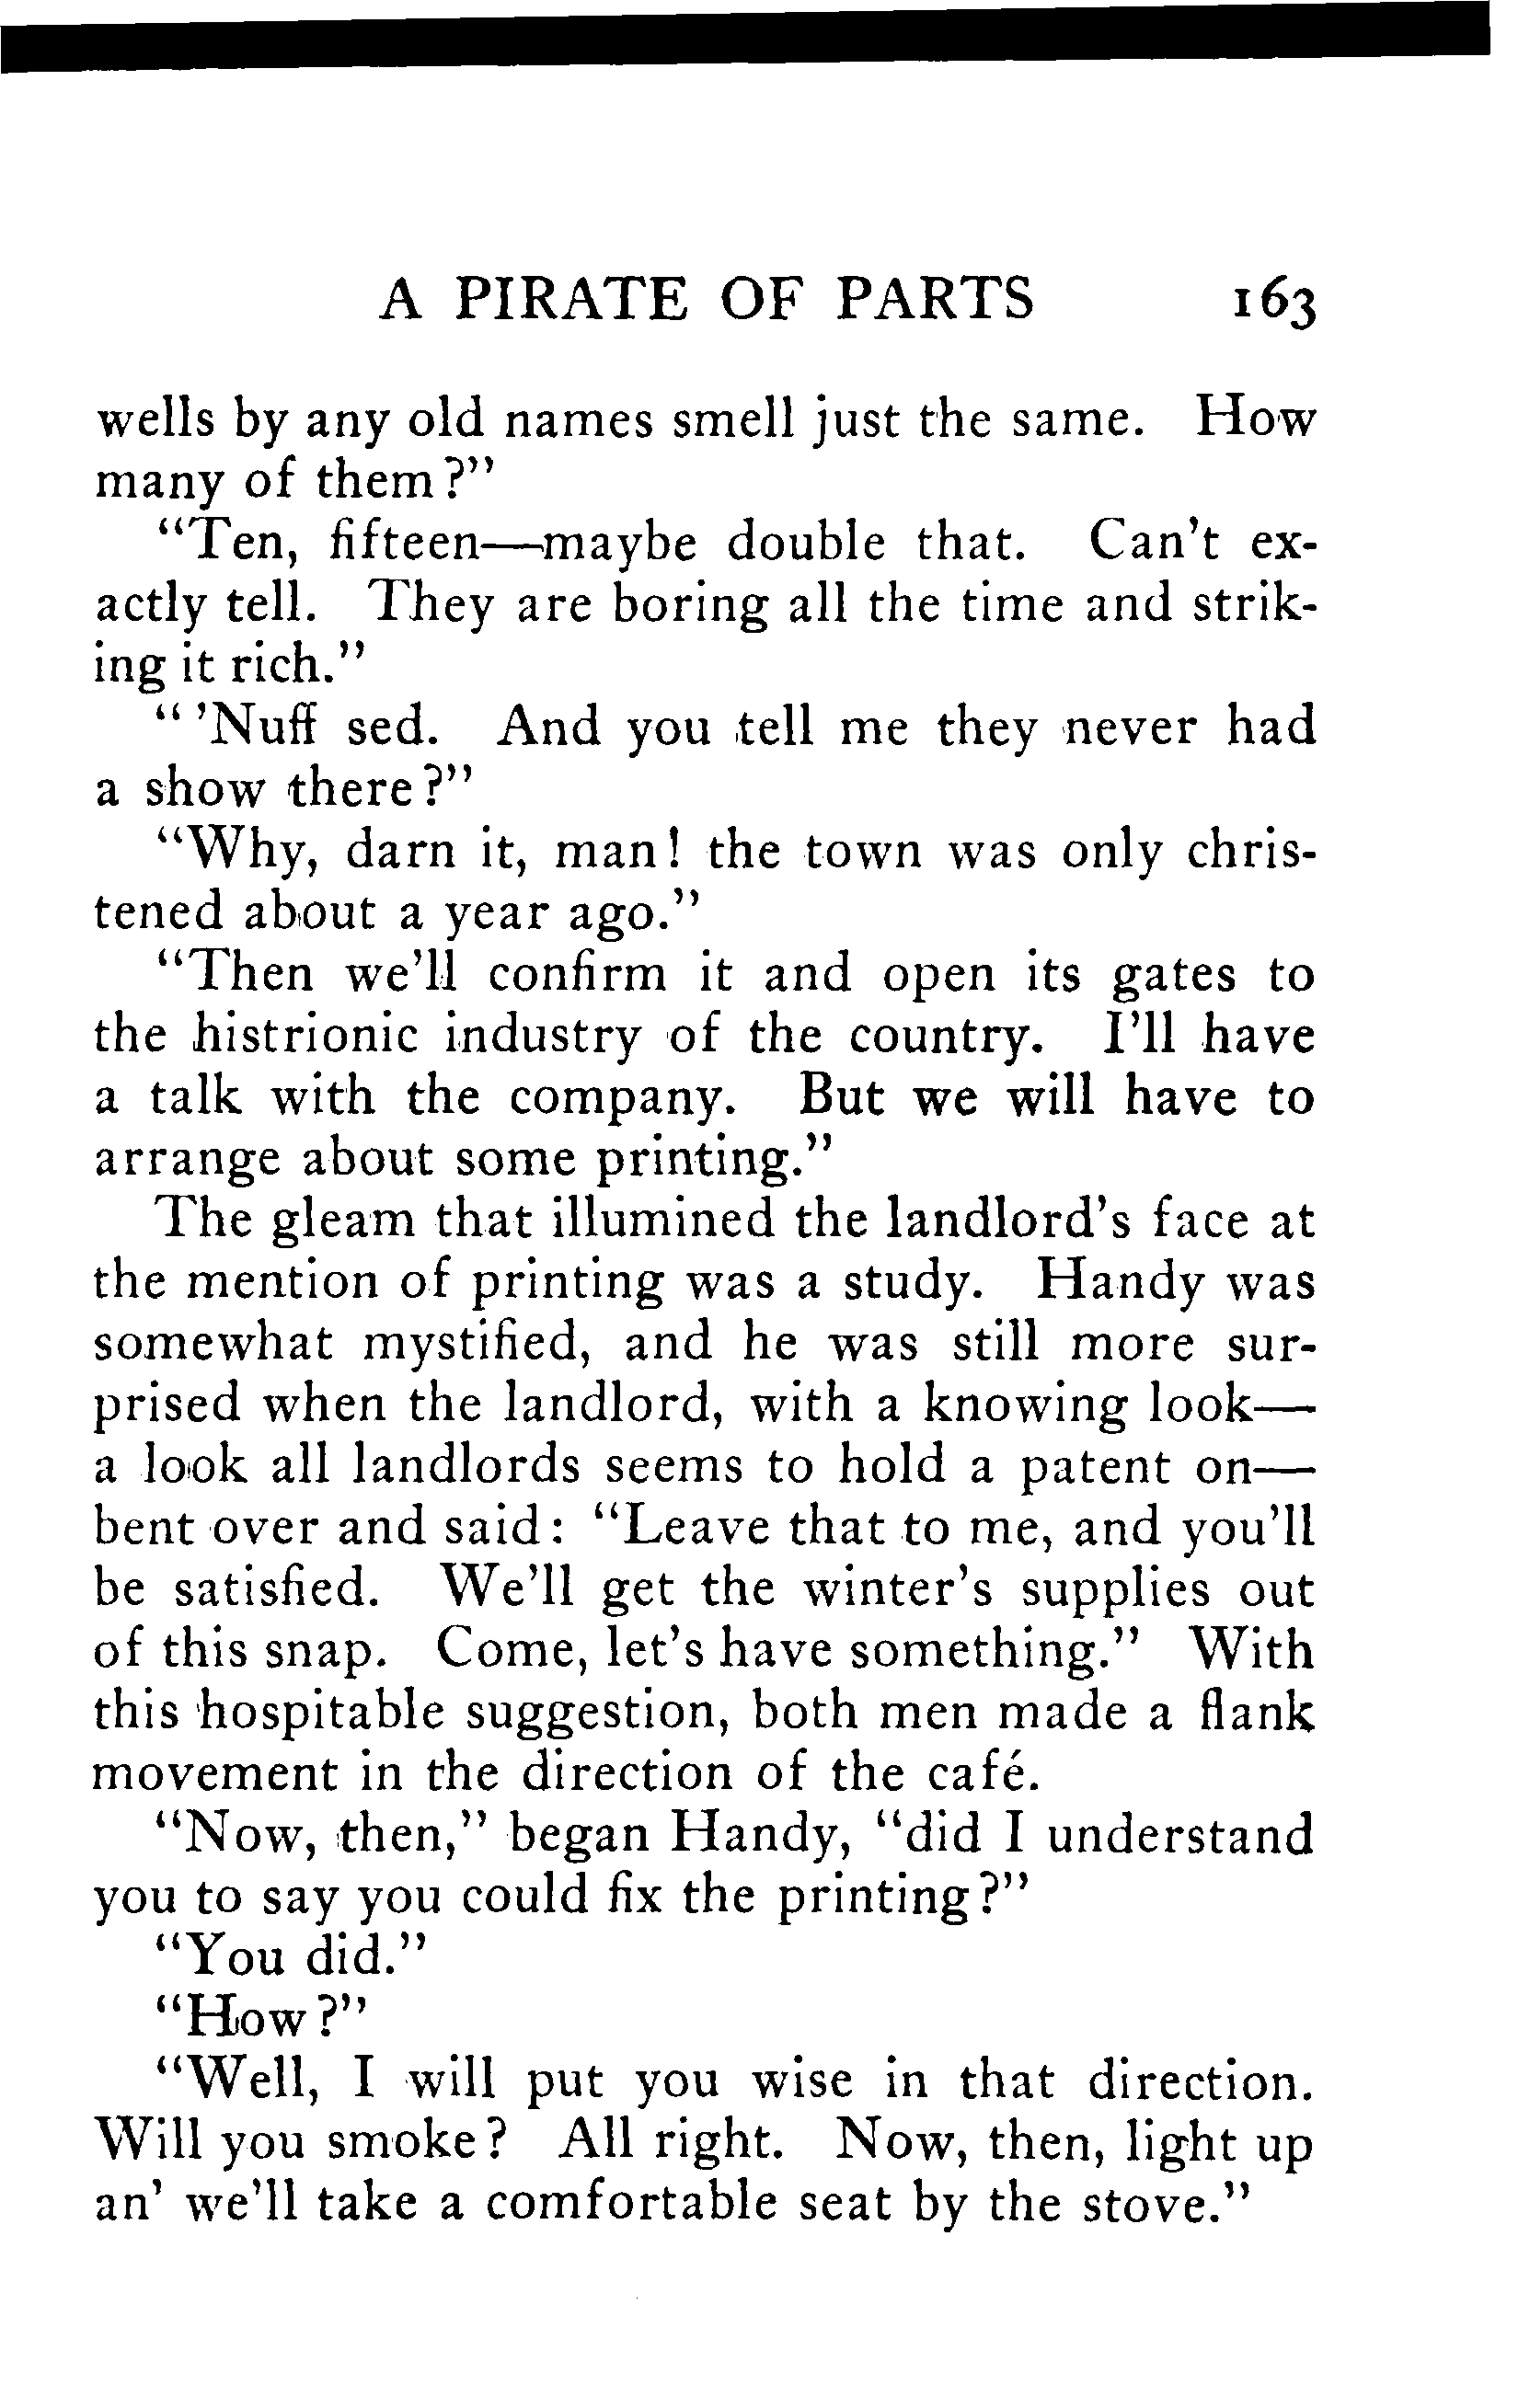 A PIRATE OF PARTS 163
wells by any old names smell just the same. How
many of them?"
"Ten, fifteen—maybe double that. Can't ex-
actly tell. They are boring all the time and strik-
ing it rich."
" 'Nuff sed. And you tell me they never had
a show there?"
"Why, darn it, man! the town was only chris-
tened about a year ago."
"Then we'll confirm it and open its gates to
the histrionic industry of the country. I'll have
a talk with the company. But we will have to
arrange about some printing."
The gleam that illumined the landlord's face at
the mention of printing was a study. Handy was
somewhat mystified, and he was still more sur-
prised when the landlord, with a knowing look—
a look all landlords seems to hold a patent on—
bent over and said: "Leave that to me, and you'll
be satisfied. We'll get the winter's supplies out
of this snap. Come, let's have something." With
this hospitable suggestion, both men made a flank
movement in the direction of the café.
"Now, then," began Handy, "did I understand
you to say you could fix the printing?"
"You did."
"How?"
"Well, I will put you wise in that direction.
Will you smoke? All right. Now, then, light up
an' we'll take a comfortable seat by the stove."